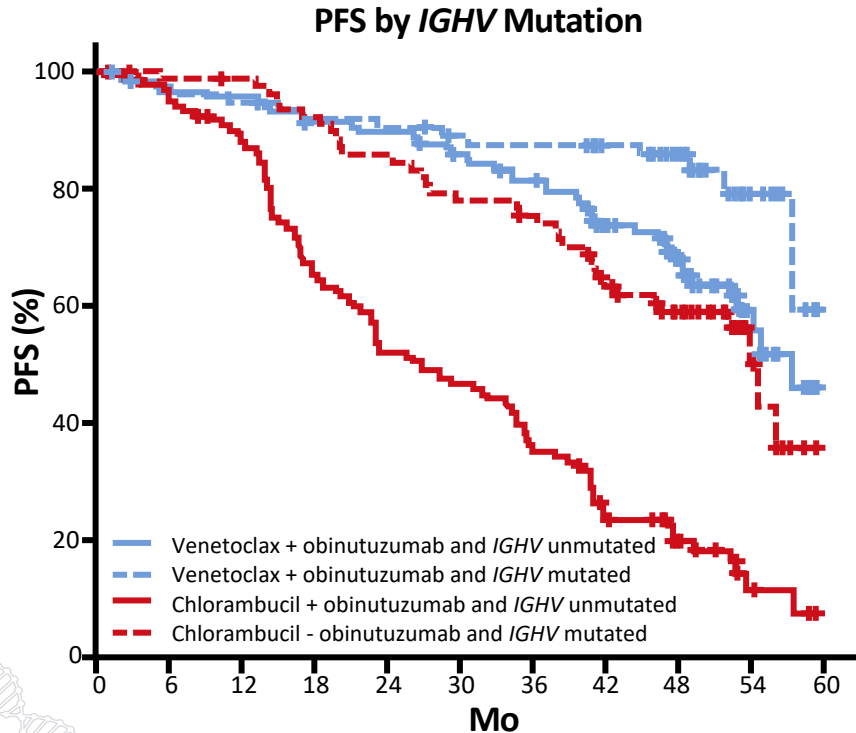 PFS by IGHV Mutation
PFS (%)
100
80
60
40
20
0
Venetoclax + obinutuzumab and IGHV unmutated
Venetoclax + obinutuzumab and IGHV mutated
Chlorambucil + obinutuzumab and IGHV unmutated
Chlorambucil - obinutuzumab and IGHV mutated
0 6 12 18 24 30 36 42 48 54 60
Mo